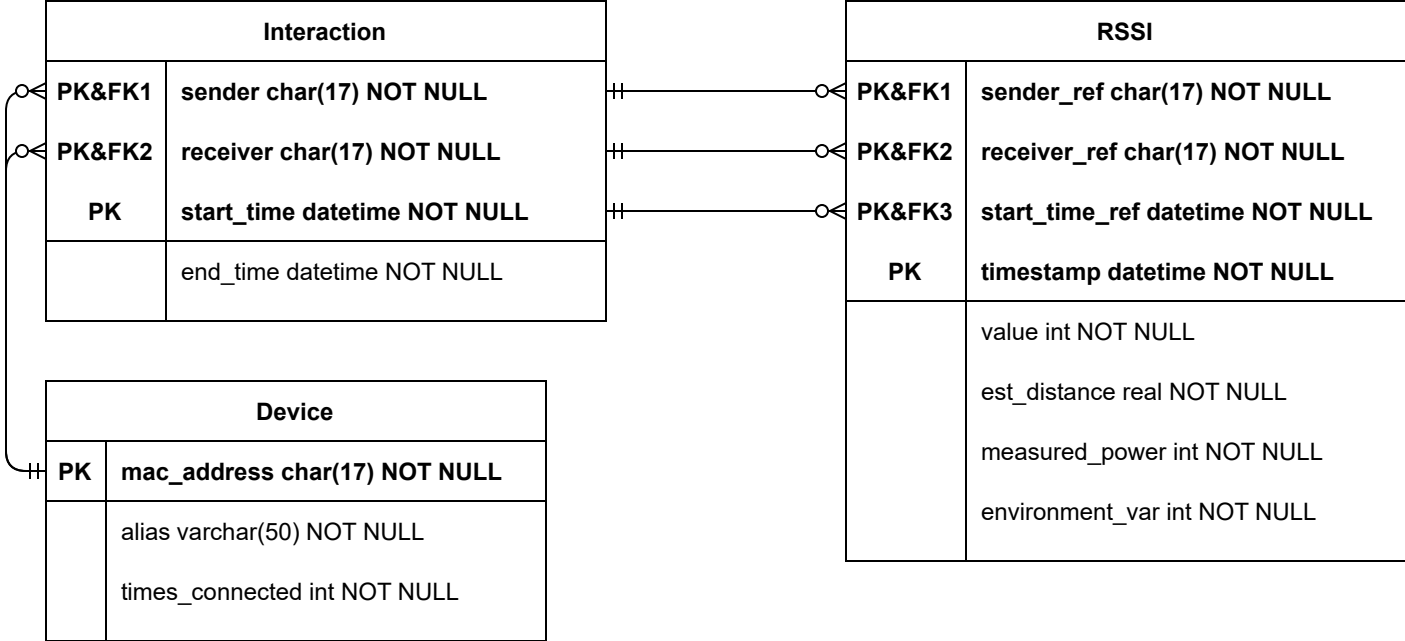 Interaction
PK&FK1 sender char(17) NOT NULL
PK&FK2 receiver char(17) NOT NULL
PK start_time datetime NOT NULL
end_time datetime NOT NULL
Device
PK mac_address char(17) NOT NULL
alias varchar(50) NOT NULL
times_connected int NOT NULL
RSSI
PK&FK1 sender_ref char(17) NOT NULL
PK&FK2 receiver_ref char(17) NOT NULL
PK&FK3 start_time_ref datetime NOT NULL
PK timestamp datetime NOT NULL
value int NOT NULL
est_distance real NOT NULL
measured_power int NOT NULL
environment_var int NOT NULL